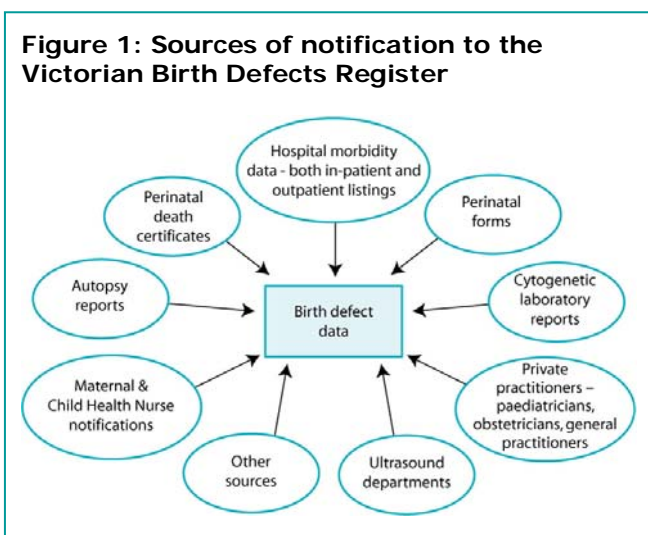 Figure 1: Sources of notification to the
Victorian Birth Defects Register
Hospital morbidity
data - both in-patient and
outpatient listings
Perinatal
death
certificates
Perinatal
forms
Autopsy
reports
Cytogenetic
laboratory
reports
Birth defect
data
Maternal &
Child Health Nurse
notifications
Private
practitioners –
paediatricians,
obstetricians, general
practitioners
Other
sources
Ultrasound
departments